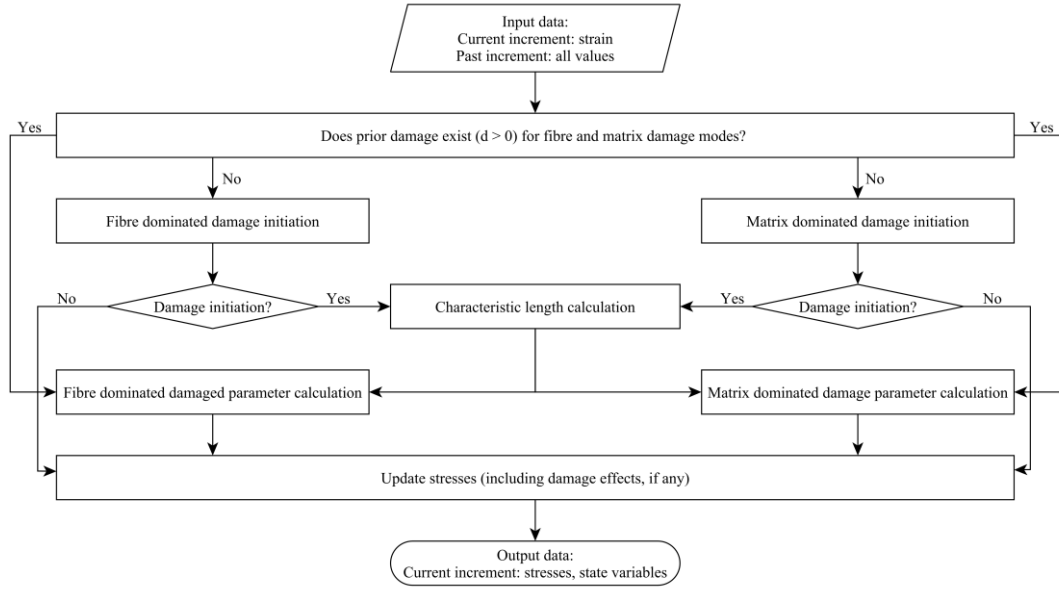 Input data:
Current increment: strain
Past increment: all values
Yes
Does prior damage exist (d > 0) for fibre and matrix damage modes?
Yes
No
No
Fibre dominated damage initiation
Matrix dominated damage initiation
No
Damage initiation?
Yes
Characteristic length calculation
Yes
Damage initiation?
No
Fibre dominated damaged parameter calculation
Matrix dominated damage parameter calculation
Update stresses (including damage effects, if any)
Output data:
Current increment: stresses, state variables